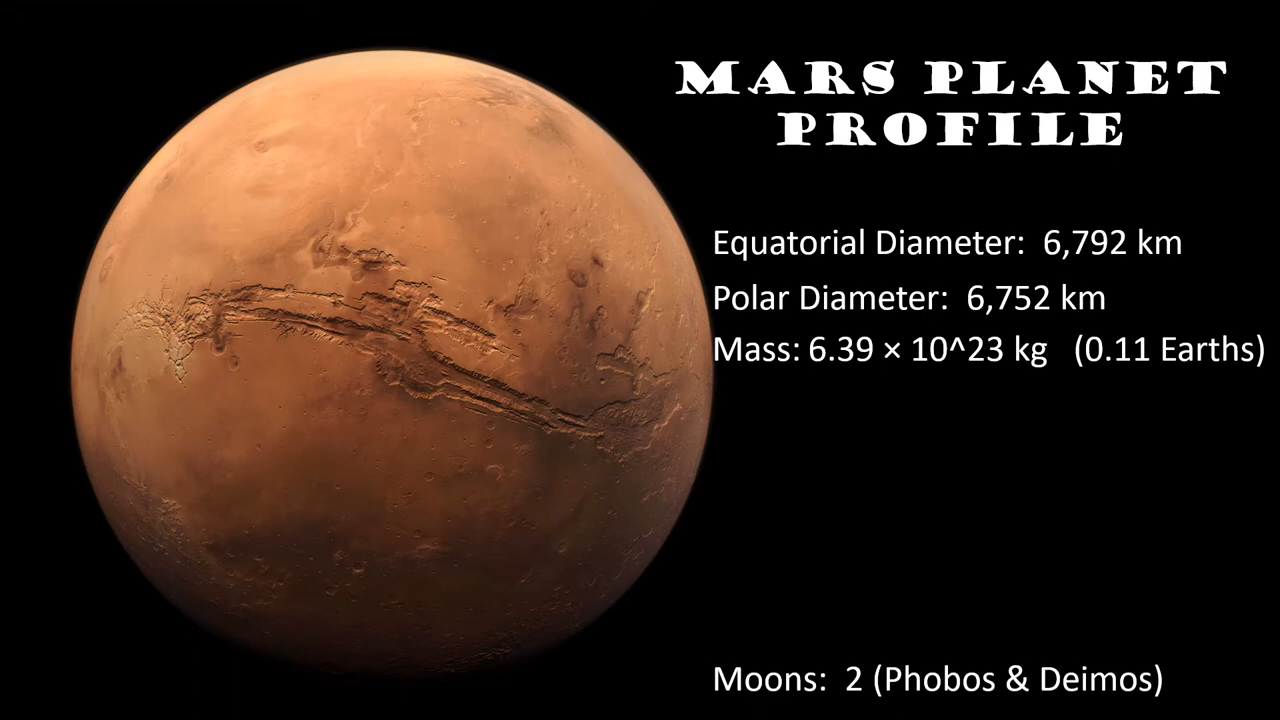 MARS PLANET
PROFILE
Equatorial Diameter: 6,792 km
Polar Diameter: 6,752 km
Mass: 6.39 × 10^23 kg (0.11 Earths)
Moons: 2 (Phobos & Deimos)